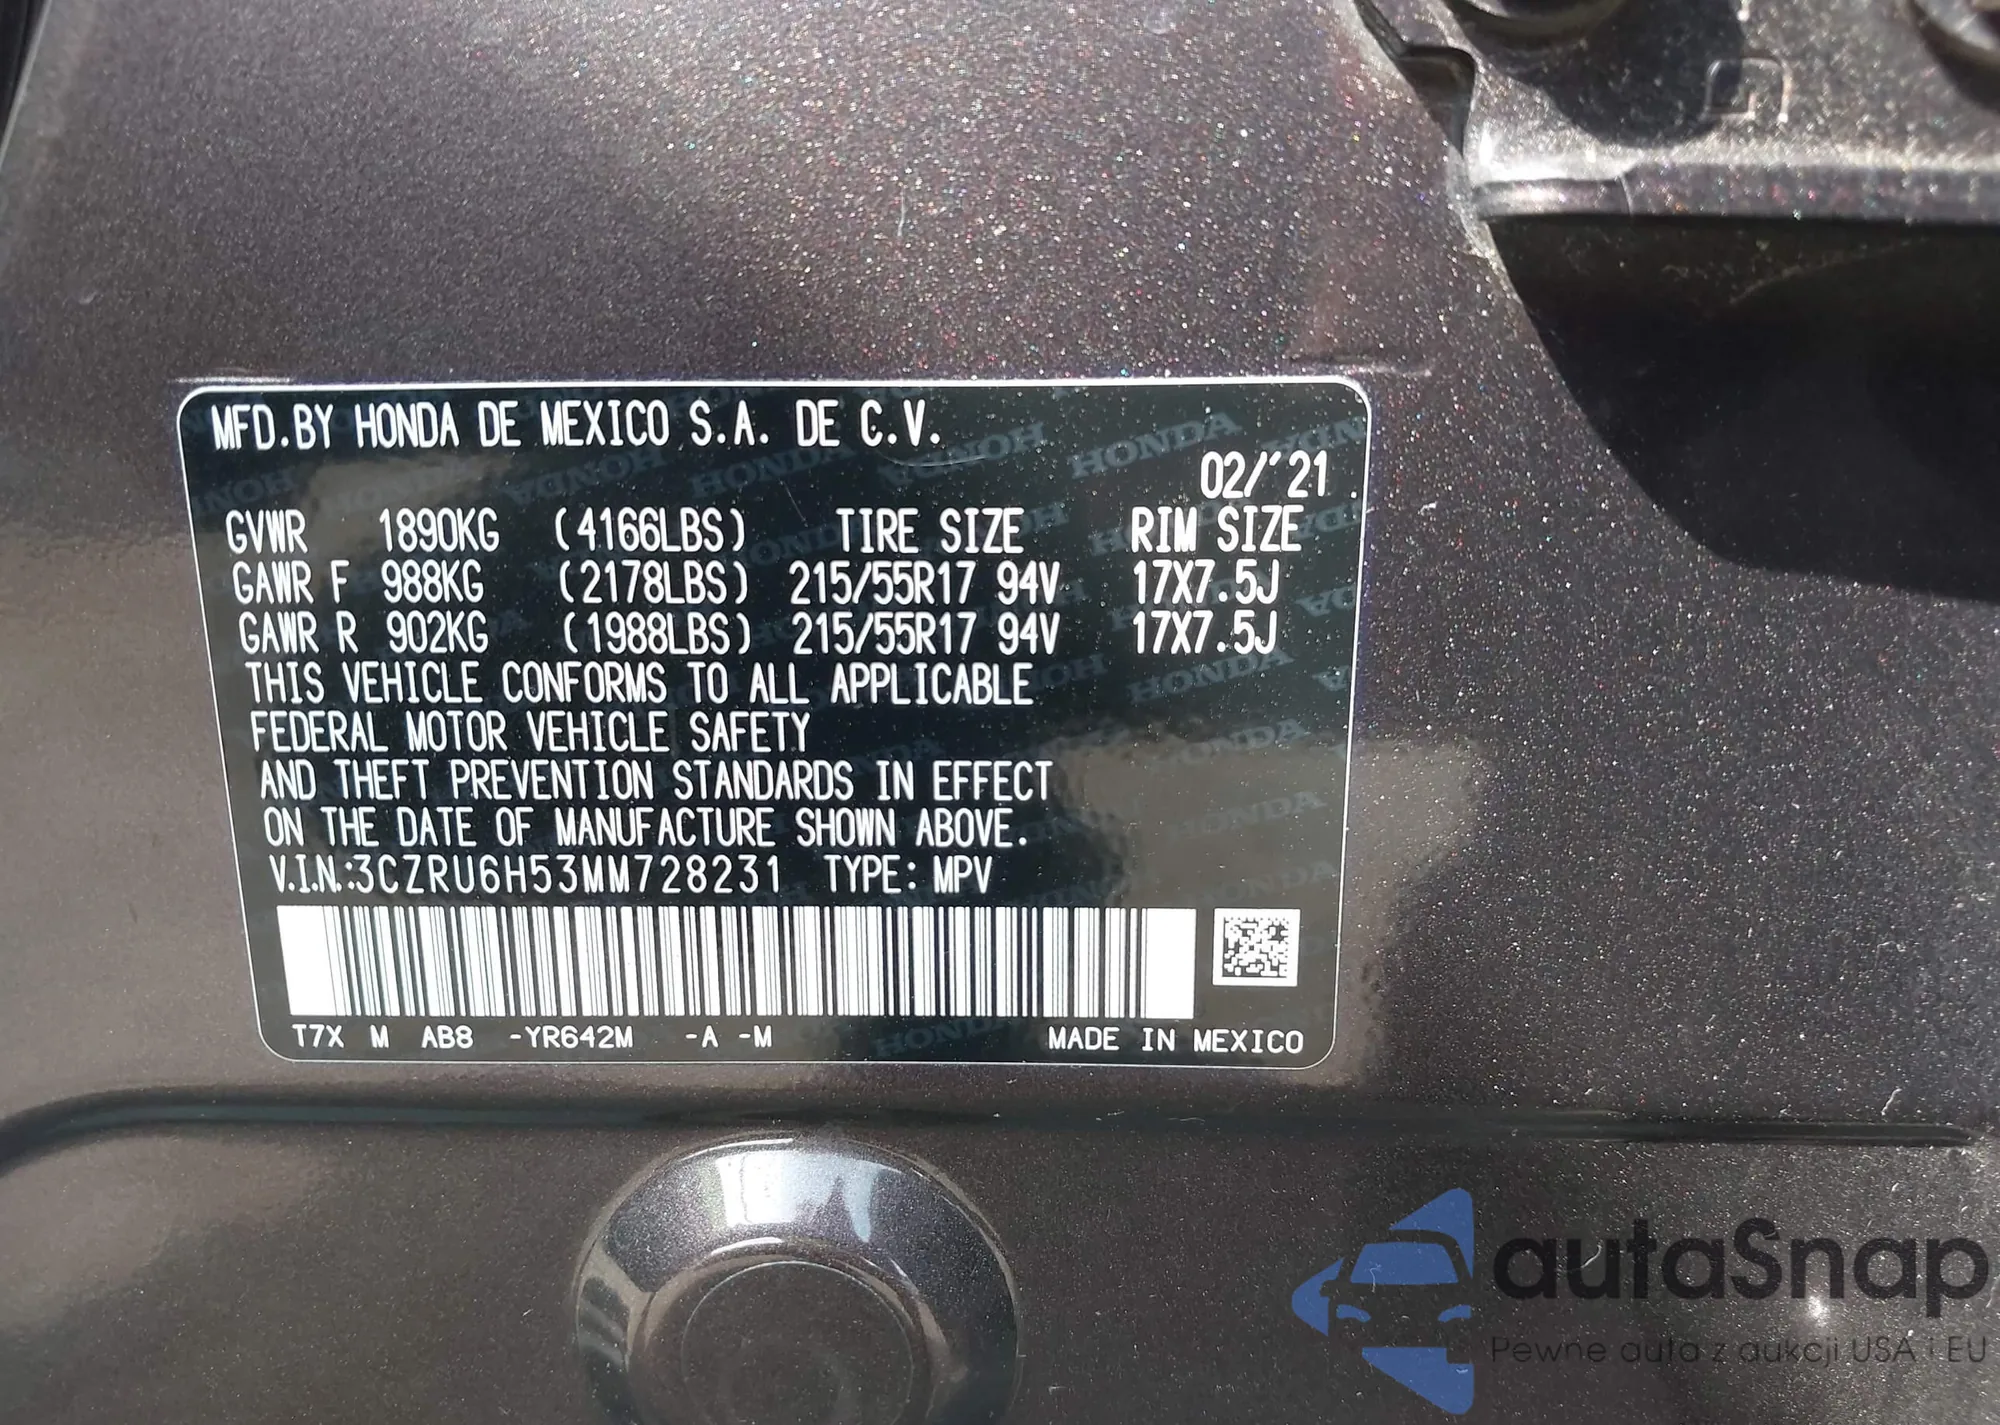 MFD.BY HONDA DE MEXICO S.A. DE C.V.
02/'21
GVWR 1890KG (4166LBS) TIRE SIZE RIM SIZE
GAWR F 988KG (2178LBS) 215/55R17 94V 17X7.5J
GAWR R 902KG (1988LBS) 215/55R17 94V 17X7.5J
THIS VEHICLE CONFORMS TO ALL APPLICABLE
FEDERAL MOTOR VEHICLE SAFETY
AND THEFT PREVENTION STANDARDS IN EFFECT
ON THE DATE OF MANUFACTURE SHOWN ABOVE.
V.I.N.:3CZRU6H53MM728231 TYPE: MPV
T7X M AB8 -YR642M -A -M MADE IN MEXICO
autaSnap
Pewne auta z aukcji USA i EU